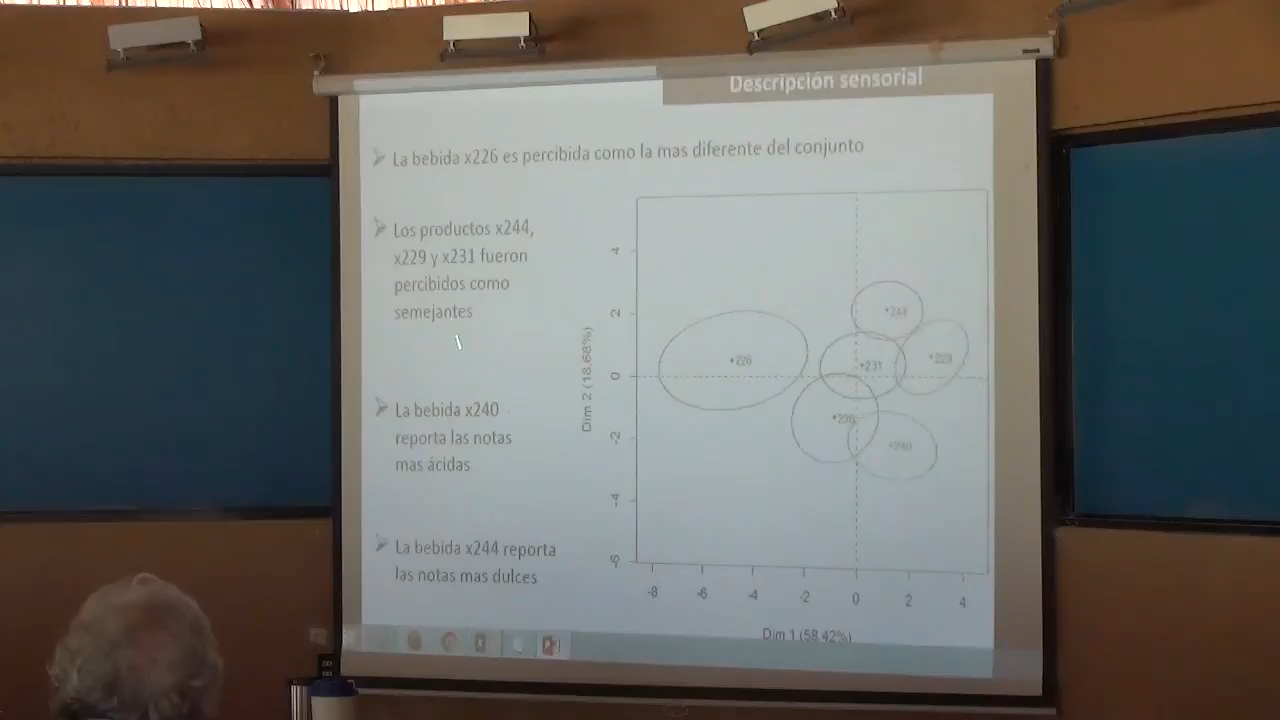 Descripción sensorial
La bebida x226 es percibida como la mas diferente del conjunto
Los productos x244,
x229 y x231 fueron
percibidos como
semejantes
La bebida x240
reporta las notas
mas ácidas
La bebida x244 reporta
las notas mas dulces
Dim 2 (18.68%)
4
2
0
-2
-4
-6
244
229
231
226
-8
-6
-4
-2
0
2
4
Dim 1 (58.42%)